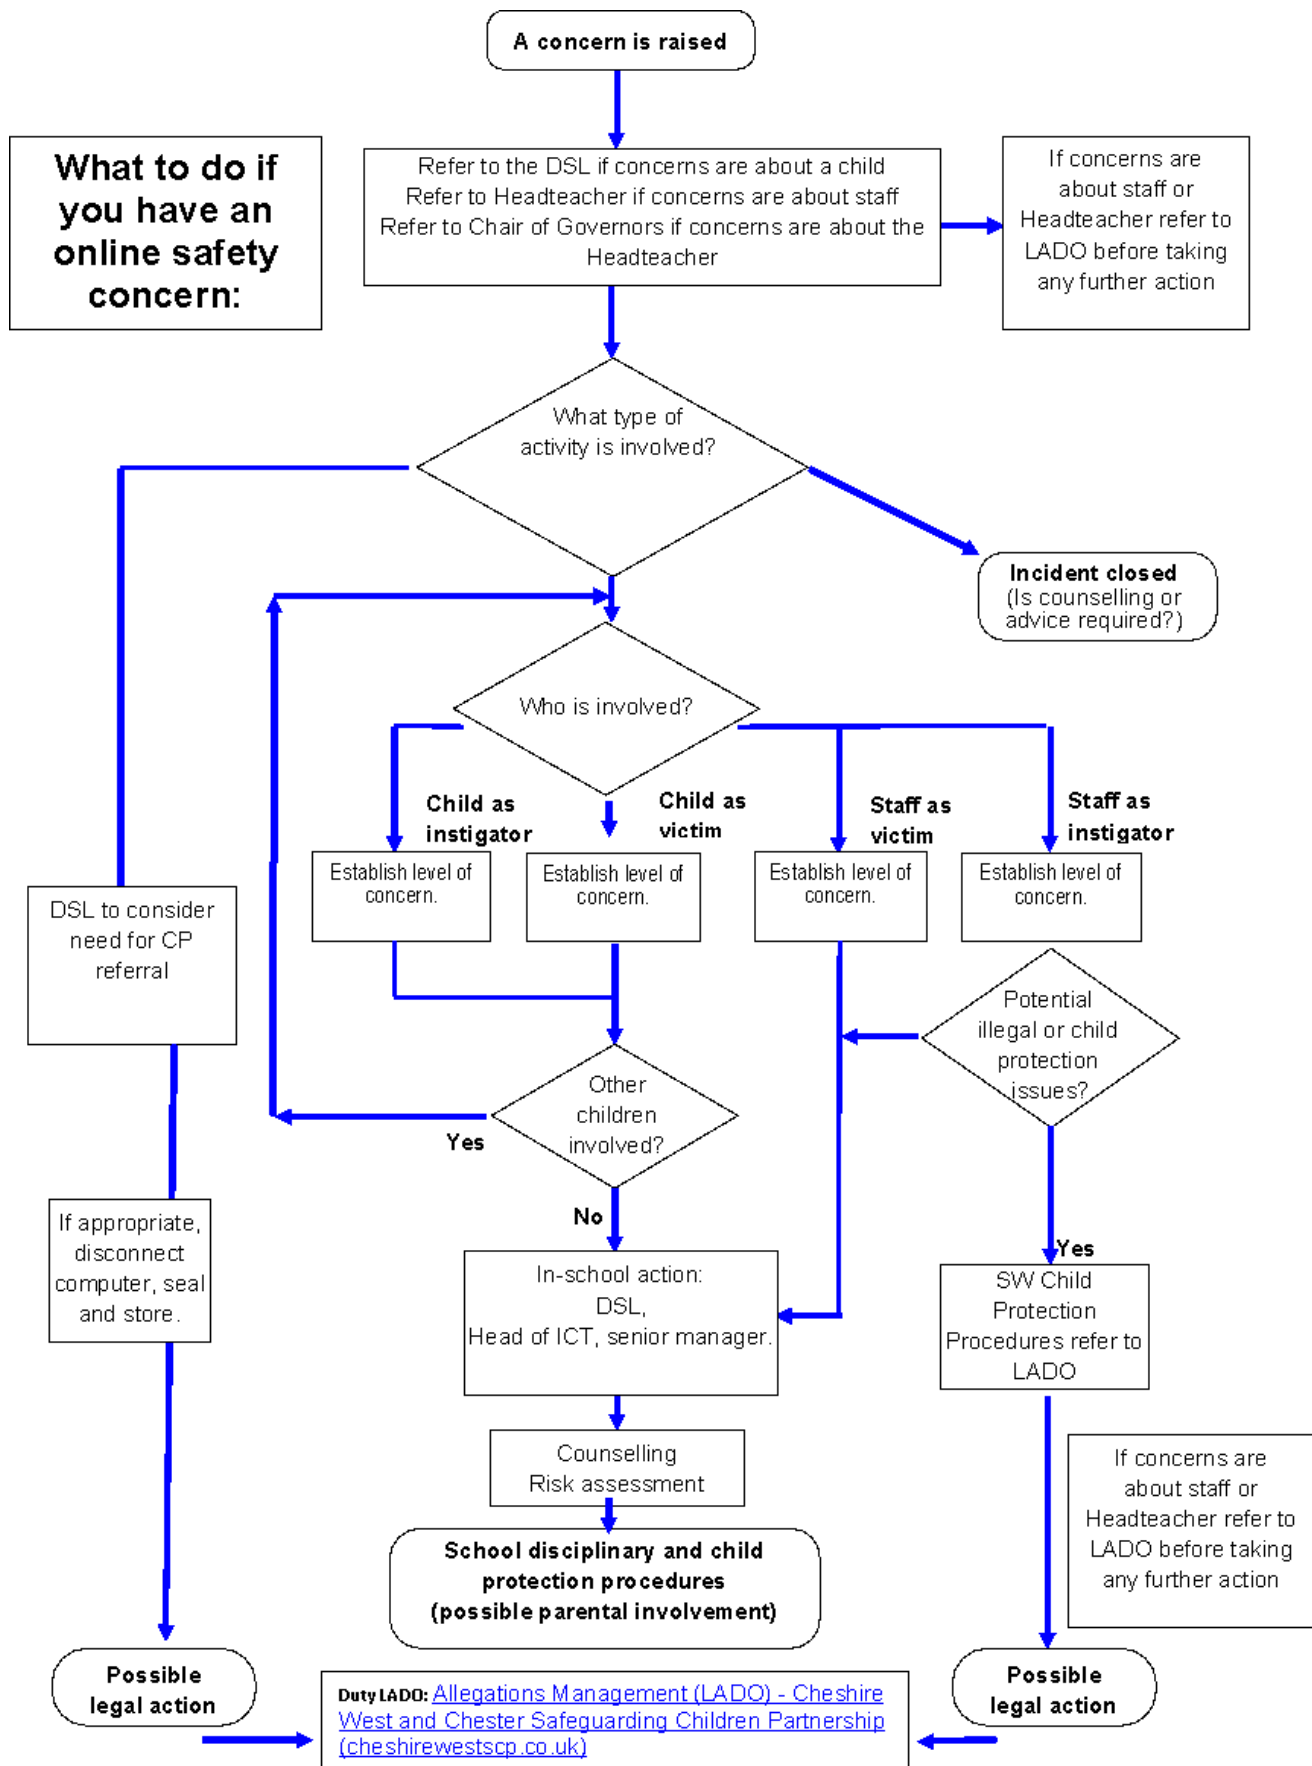 A concern is raised
What to do if
you have an
online safety
concern:
Refer to the DSL if concerns are about a child
Refer to Headteacher if concerns are about staff
Refer to Chair of Governors if concerns are about the
Headteacher
If concerns are
about staff or
Headteacher refer to
LADO before taking
any further action
What type of
activity is involved?
Incident closed
(Is counselling or
advice required?)
Who is involved?
Child as
instigator
Child as
victim
Staff as
victim
Staff as
instigator
Establish level of
concern.
Establish level of
concern.
Establish level of
concern.
Establish level of
concern.
DSL to consider
need for CP
referral
Potential
illegal or child
protection
issues?
Other
children
involved?
Yes
No
If appropriate,
disconnect
computer, seal
and store.
In-school action:
DSL,
Head of ICT, senior manager.
Yes
SW Child
Protection
Procedures refer to
LADO
Counselling
Risk assessment
If concerns are
about staff or
Headteacher refer to
LADO before taking
any further action
School disciplinary and child
protection procedures
(possible parental involvement)
Possible
legal action
Possible
legal action
Duty LADO: Allegations Management (LADO) - Cheshire
West and Chester Safeguarding Children Partnership
(cheshirewestscp.co.uk)